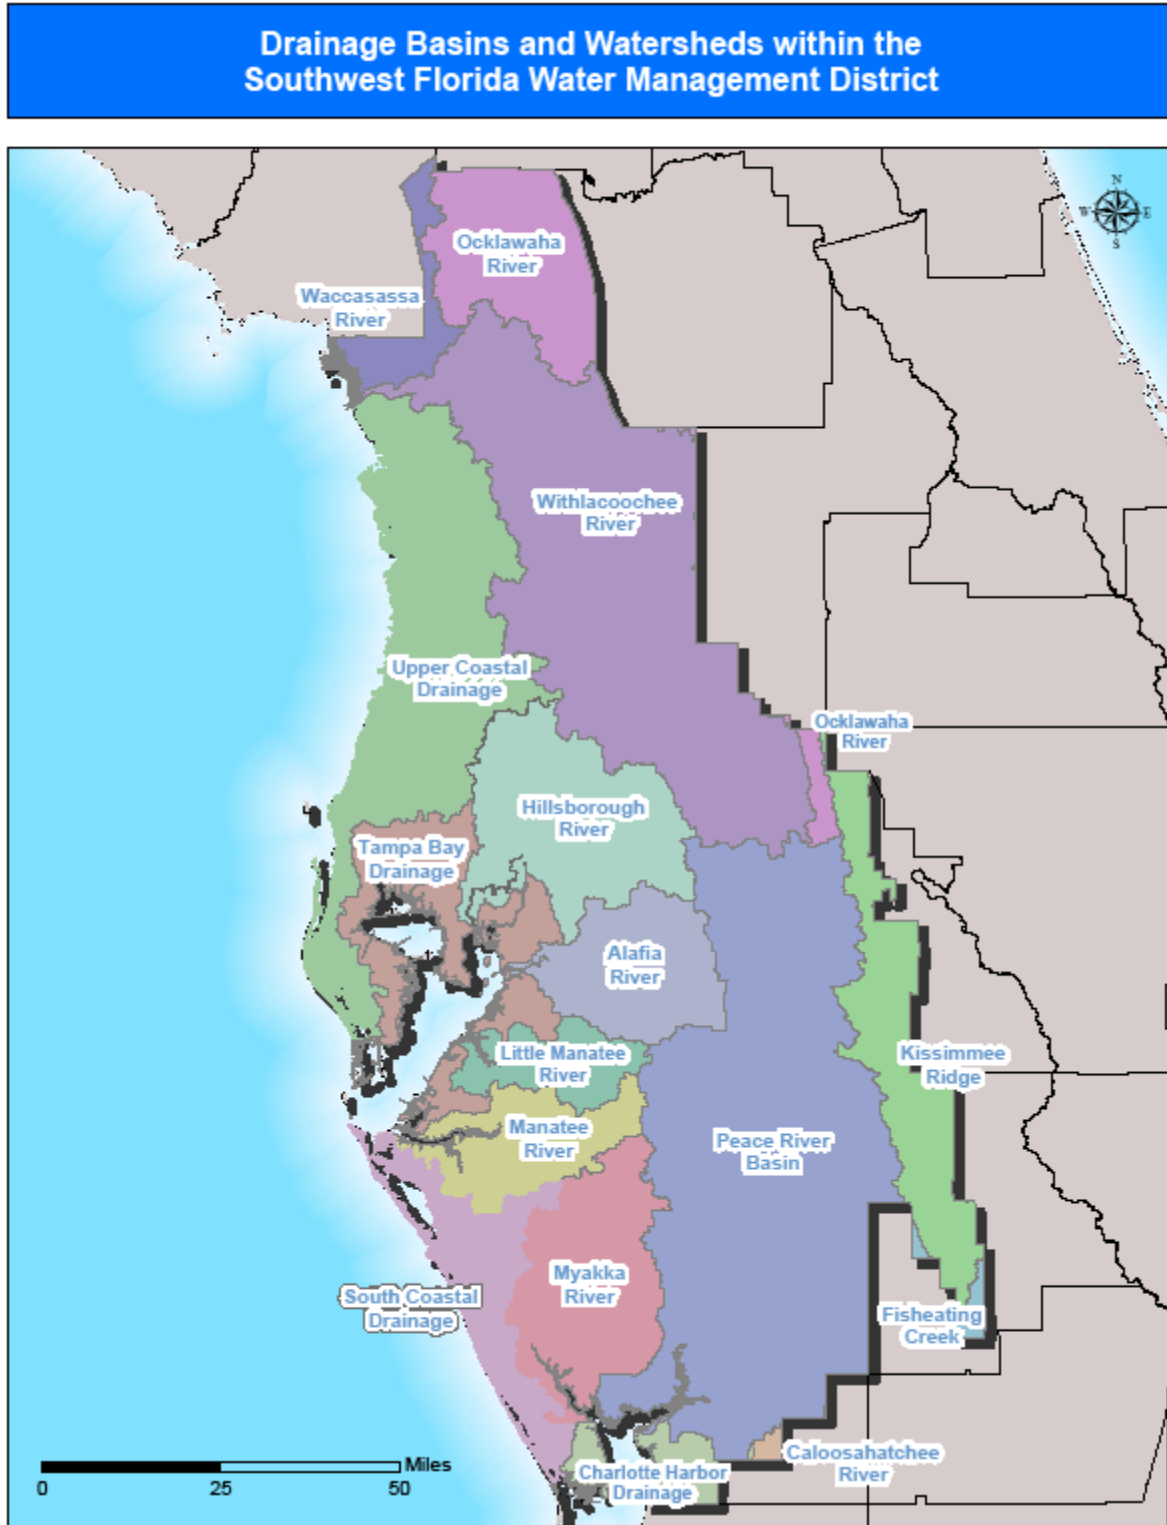 Drainage Basins and Watersheds within the
Southwest Florida Water Management District
N
W E
S
Ocklawaha
River
Waccasassa
River
Withlacoochee
River
Upper Coastal
Drainage
Ocklawaha
River
Hillsborough
River
Tampa Bay
Drainage
Alafia
River
Little Manatee
River
Kissimmee
Ridge
Manatee
River
Peace River
Basin
Myakka
River
South Coastal
Drainage
Fisheating
Creek
Caloosahatchee
River
Charlotte Harbor
Drainage
Miles
0 25 50